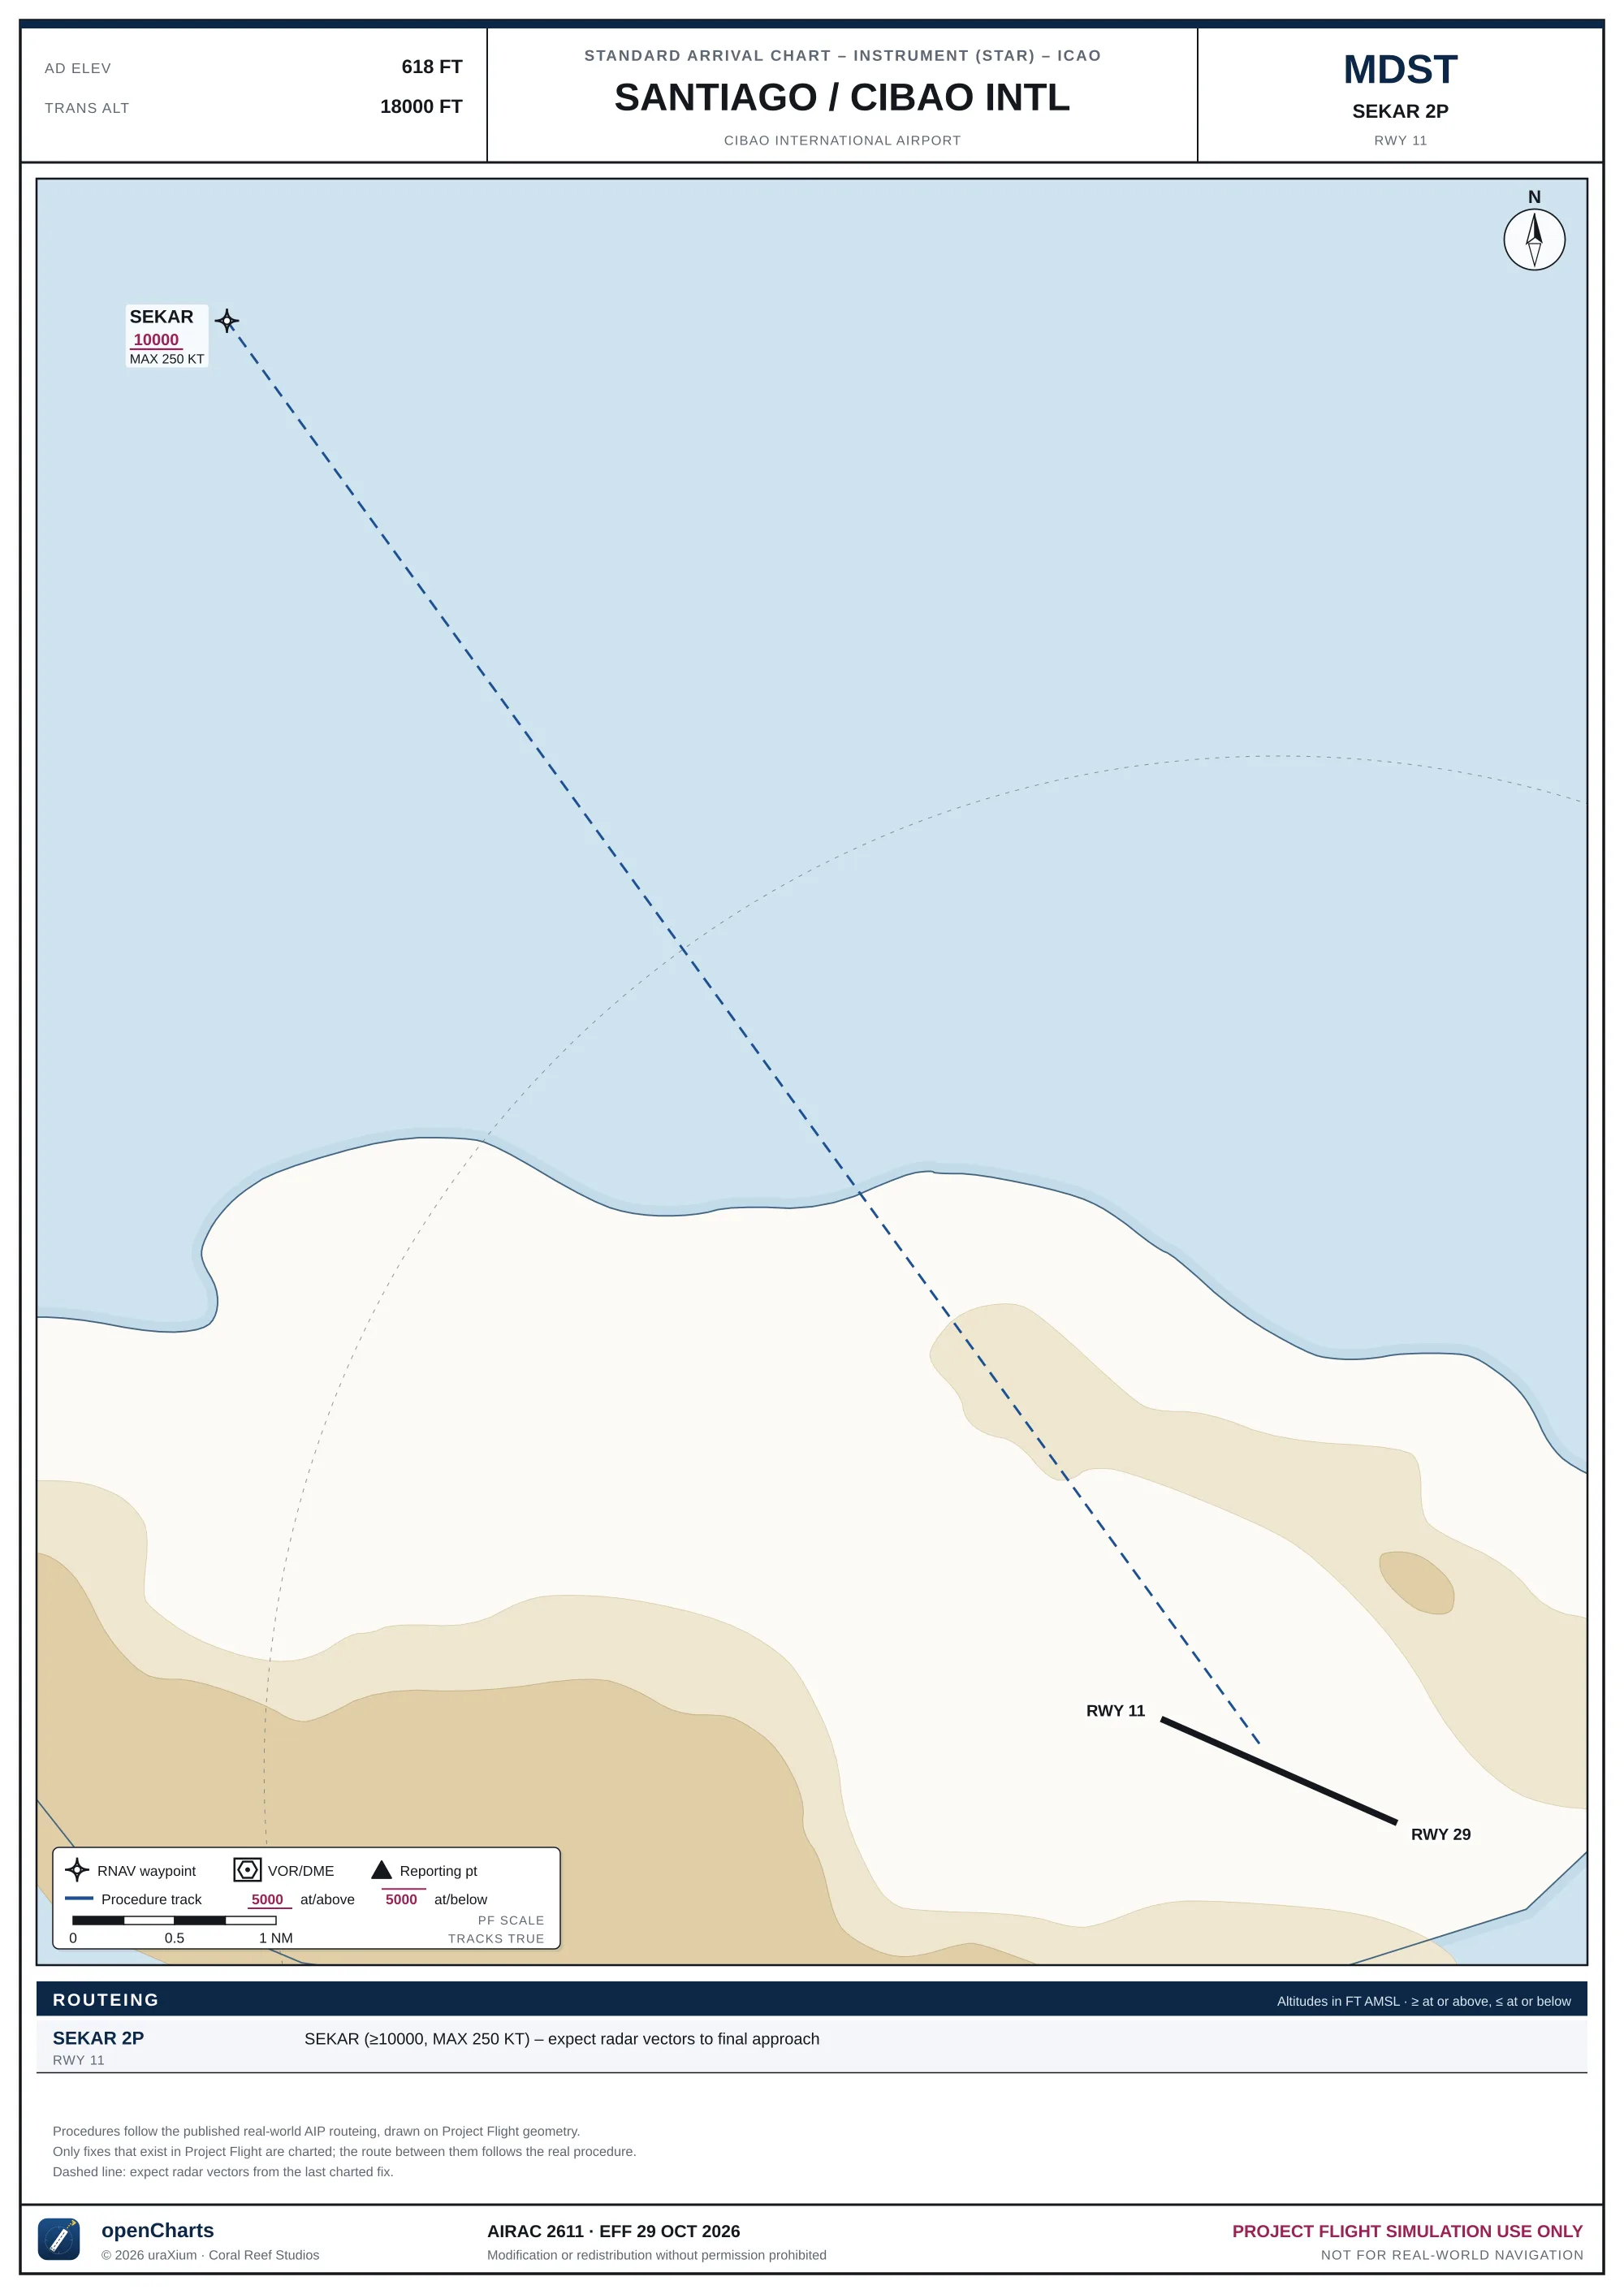 AD ELEV 618 FT
TRANS ALT 18000 FT
STANDARD ARRIVAL CHART – INSTRUMENT (STAR) – ICAO
SANTIAGO / CIBAO INTL
CIBAO INTERNATIONAL AIRPORT
MDST
SEKAR 2P
RWY 11
N
SEKAR
10000
MAX 250 KT
RWY 11
RWY 29
RNAV waypoint VOR/DME Reporting pt
Procedure track 5000 at/above 5000 at/below
PF SCALE
0 0.5 1 NM TRACKS TRUE
ROUTEING Altitudes in FT AMSL · ≥ at or above, ≤ at or below
SEKAR 2P SEKAR (≥10000, MAX 250 KT) – expect radar vectors to final approach
RWY 11
Procedures follow the published real-world AIP routeing, drawn on Project Flight geometry.
Only fixes that exist in Project Flight are charted; the route between them follows the real procedure.
Dashed line: expect radar vectors from the last charted fix.
openCharts
© 2026 uraXium · Coral Reef Studios
AIRAC 2611 · EFF 29 OCT 2026
Modification or redistribution without permission prohibited
PROJECT FLIGHT SIMULATION USE ONLY
NOT FOR REAL-WORLD NAVIGATION